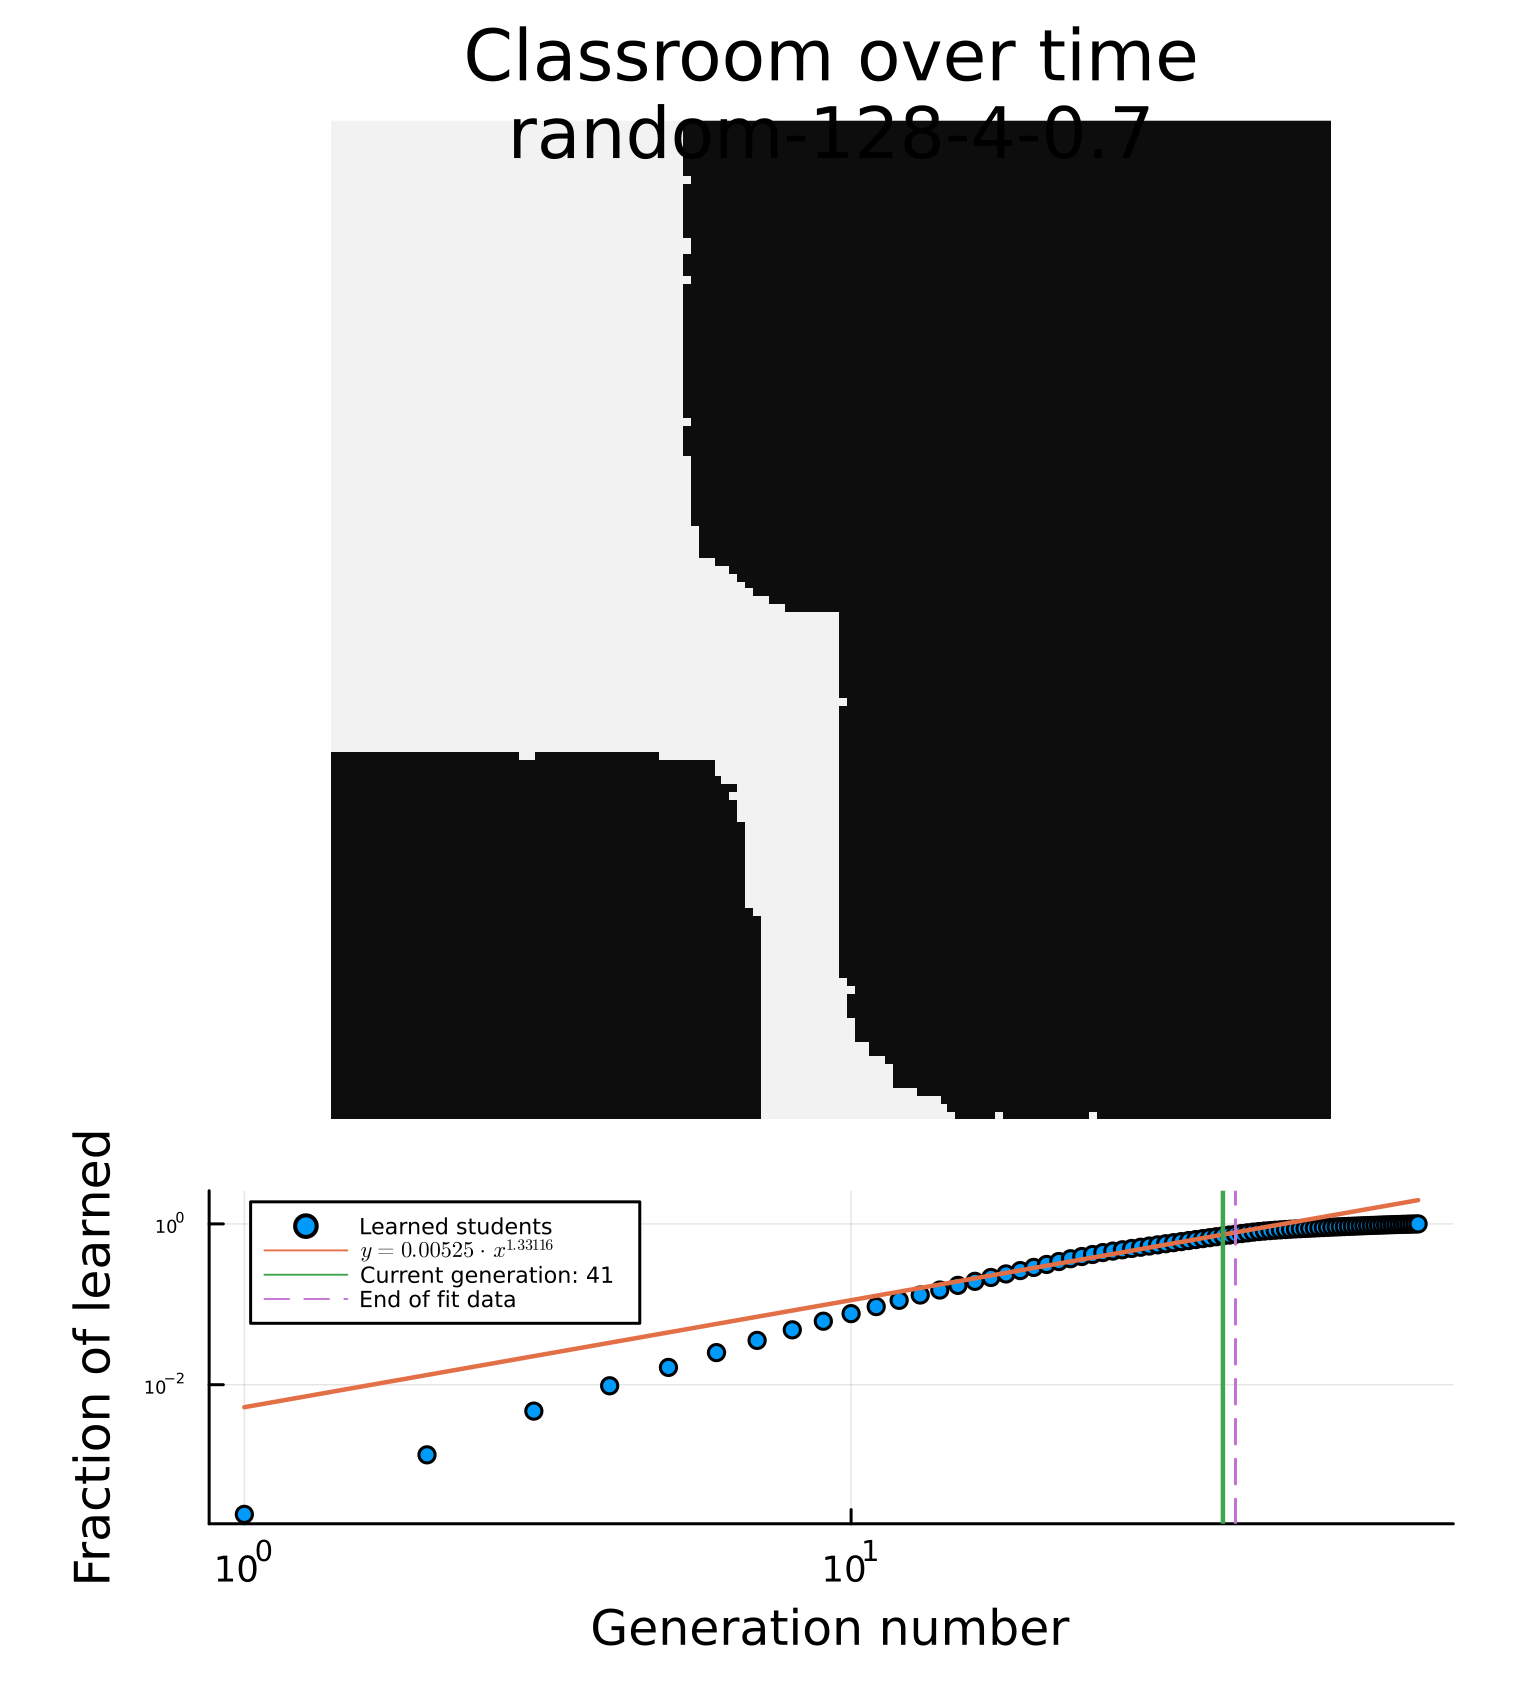 Classroom over time
random-128-4-0.7
Fraction of learned
10⁰
10⁻²
Learned students
y = 0.00525 · x^1.33116
Current generation: 41
End of fit data
10⁰
10¹
Generation number